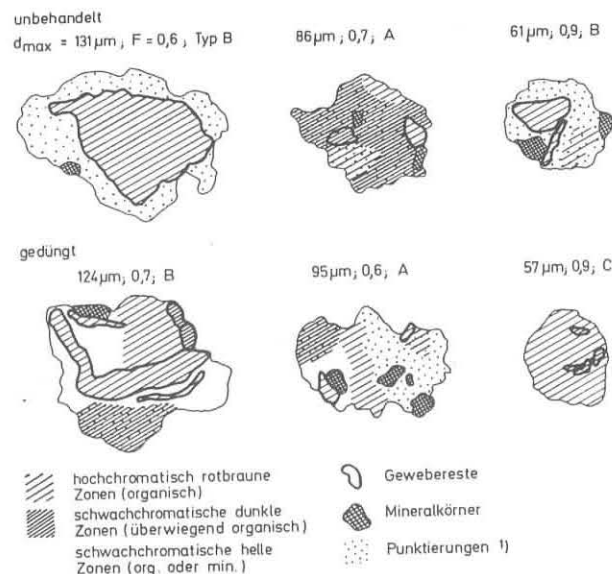 unbehandelt
dmax = 131 µm ; F = 0,6 , Typ B
86 µm ; 0,7 ; A
61 µm ; 0,9 ; B
gedüngt
124 µm ; 0,7 ; B
95 µm ; 0,6 ; A
57 µm ; 0,9 ; C
hochchromatisch rotbraune
Zonen (organisch)
schwachchromatische dunkle
Zonen (überwiegend organisch)
schwachchromatische helle
Zonen (org. oder min.)
Gewebereste
Mineralkörner
Punktierungen 1)